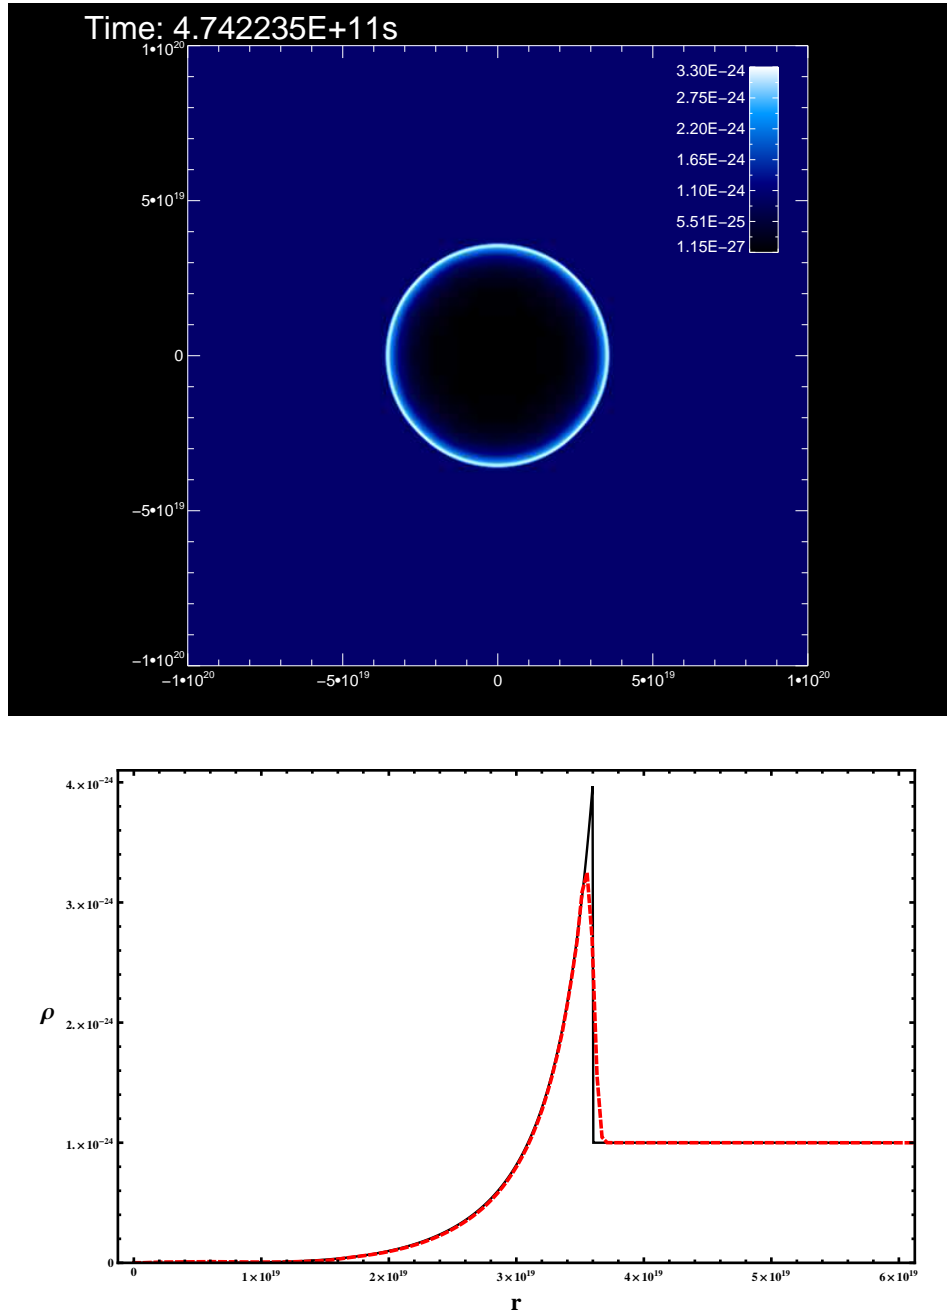 Time: 4.742235E+11s
1•10²⁰
5•10¹⁹
0
−5•10¹⁹
−1•10²⁰
−1•10²⁰ −5•10¹⁹ 0 5•10¹⁹ 1•10²⁰
3.30E−24
2.75E−24
2.20E−24
1.65E−24
1.10E−24
5.51E−25
1.15E−27
4.×10⁻²⁴
3.×10⁻²⁴
2.×10⁻²⁴
1.×10⁻²⁴
0
ρ
0 1×10¹⁹ 2×10¹⁹ 3×10¹⁹ 4×10¹⁹ 5×10¹⁹ 6×10¹⁹
r